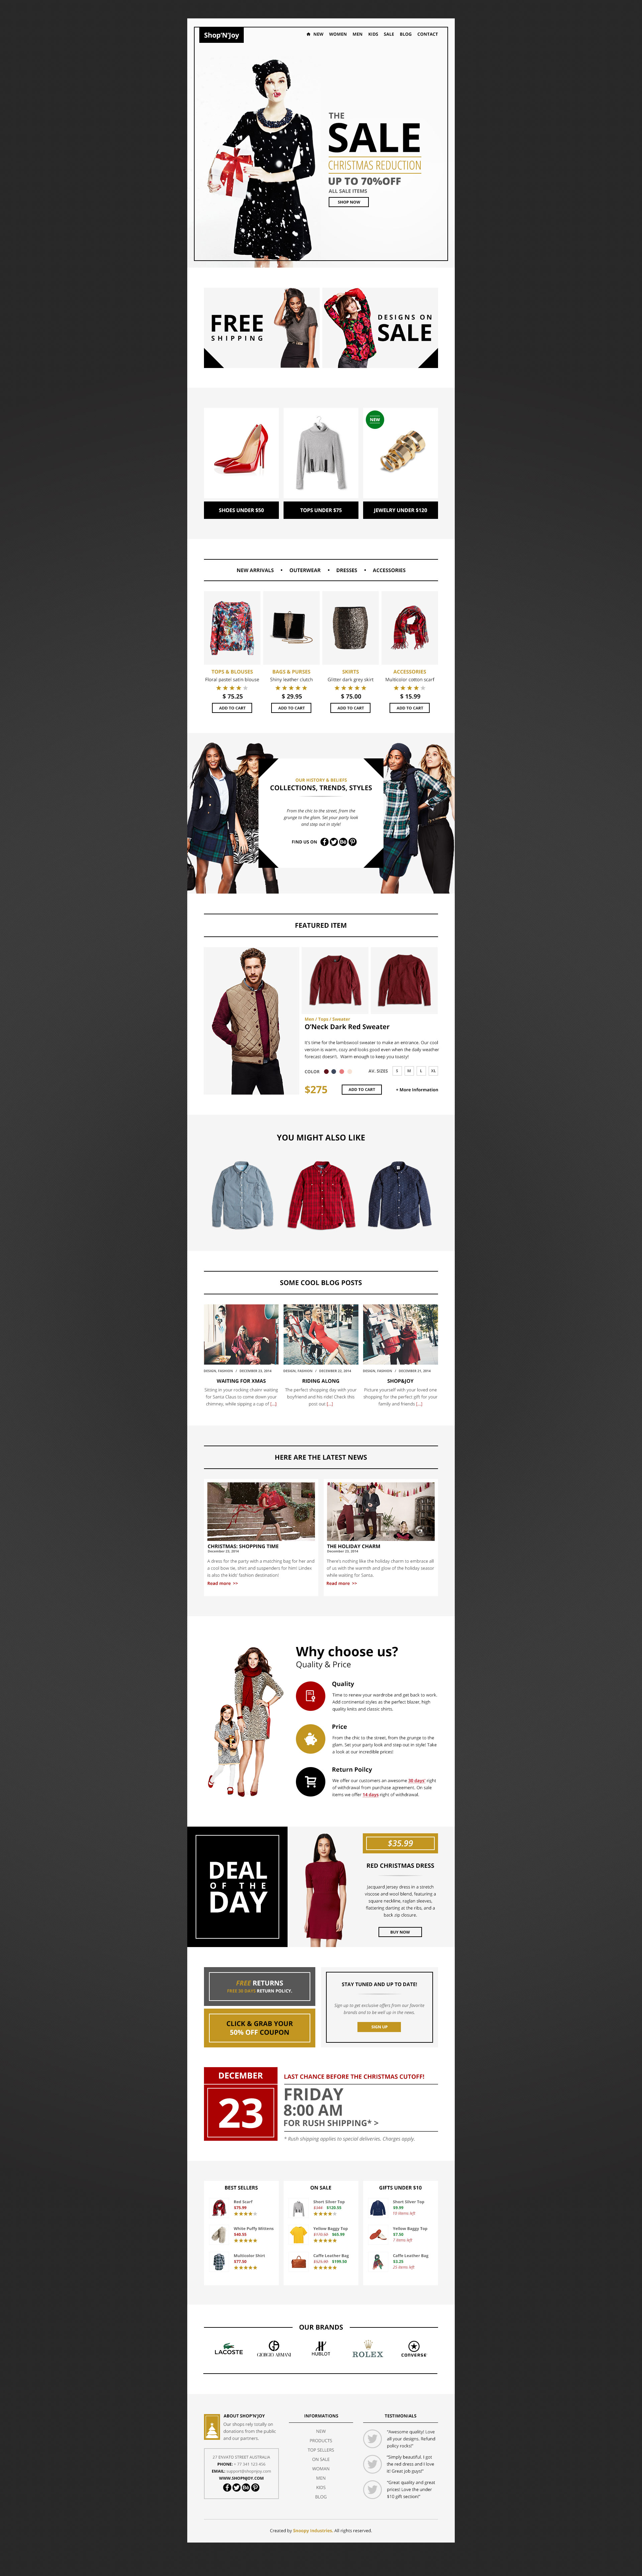 Shop'N'Joy
NEW WOMEN MEN KIDS SALE BLOG CONTACT
THE
SALE
CHRISTMAS REDUCTION
UP TO 70%OFF
ALL SALE ITEMS
SHOP NOW
FREE
SHIPPING
DESIGNS ON
SALE
NEW
SHOES UNDER $50
TOPS UNDER $75
JEWELRY UNDER $120
NEW ARRIVALS • OUTERWEAR • DRESSES • ACCESSORIES
TOPS & BLOUSES
Floral pastel satin blouse
$ 75.25
ADD TO CART
BAGS & PURSES
Shiny leather clutch
$ 29.95
ADD TO CART
SKIRTS
Glitter dark grey skirt
$ 75.00
ADD TO CART
ACCESSORIES
Multicolor cotton scarf
$ 15.99
ADD TO CART
OUR HISTORY & BELIEFS
COLLECTIONS, TRENDS, STYLES
From the chic to the street, from the
grunge to the glam. Set your party look
and step out in style!
FIND US ON
FEATURED ITEM
Men / Tops / Sweater
O'Neck Dark Red Sweater
It's time for the lambswool sweater to make an entrance. Our cool
version is warm, cozy and looks good even when the daily weather
forecast doesn't. Warm enough to keep you toasty!
COLOR
AV. SIZES S M L XL
$275
ADD TO CART
+ More Information
YOU MIGHT ALSO LIKE
SOME COOL BLOG POSTS
DESIGN, FASHION / DECEMBER 23, 2014
WAITING FOR XMAS
Sitting in your rocking chairs waiting
for Santa Claus to come down your
chimney, while sipping a cup of [...]
DESIGN, FASHION / DECEMBER 22, 2014
RIDING ALONG
The perfect shopping day with your
boyfriend and his ride! Check this
post out [...]
DESIGN, FASHION / DECEMBER 21, 2014
SHOP&JOY
Picture yourself with your loved one
shopping for the perfect gift for your
family and friends [...]
HERE ARE THE LATEST NEWS
CHRISTMAS: SHOPPING TIME
December 23, 2014
A dress for the party with a marching bag for her and
a cool bow tie, shirt and suspenders for him! Lindex
is also the kids' fashion destination!
Read more >>
THE HOLIDAY CHARM
December 23, 2014
There's nothing like the holiday charm to embrace all
of us with the warmth and glow of the holiday season
while waiting for Santa.
Read more >>
Why choose us?
Quality & Price
Quality
Time to renew your wardrobe and get back to work.
Add continental styles as the perfect blazer, high
quality knits and classic shirts.
Price
From the chic to the street, from the grunge to the
glam. Set your party look and step out in style! Take
a look at our incredible prices!
Return Poilcy
We offer our customers an awesome 30 days' right
of withdrawal from purchase agreement. On sale
items we offer 14 days right of withdrawal.
DEAL
OF THE
DAY
$35.99
RED CHRISTMAS DRESS
Jacquard jersey dress in a stretch
viscose and wool blend, featuring a
square neckline, raglan sleeves,
flattaring darting at the ribs, and a
back zip closure.
BUY NOW
FREE RETURNS
FREE 30 DAYS RETURN POLICY.
CLICK & GRAB YOUR
50% OFF COUPON
STAY TUNED AND UP TO DATE!
Sign up to get exclusive offers from our favorite
brands and to be well up in the news.
SIGN UP
DECEMBER
23
LAST CHANCE BEFORE THE CHRISTMAS CUTOFF!
FRIDAY
8:00 AM
FOR RUSH SHIPPING* >
* Rush shipping applies to special deliveries. Charges apply.
BEST SELLERS
Red Scarf
$75.99
White Puffy Mittens
$40.55
Multicolor Shirt
$77.50
ON SALE
Short Sliver Top
$120.55
Yellow Baggy Top
$65.99
Caffe Leather Bag
$199.50
GIFTS UNDER $10
Short Sliver Top
$9.99
10 items left
Yellow Baggy Top
$7.50
7 items left
Caffe Leather Bag
$3.25
25 items left
OUR BRANDS
LACOSTE
GIORGIO ARMANI
HUBLOT
ROLEX
CONVERSE
ABOUT SHOP'N'JOY
Our shops rely totally on
donations from the public
and our partners.
27 ENVATO STREET AUSTRALIA
PHONE: + 77 341 123 456
EMAIL: support@shopnjoy.com
WWW.SHOPNJOY.COM
INFORMATIONS
NEW
PRODUCTS
TOP SELLERS
ON SALE
WOMAN
MEN
KIDS
BLOG
TESTIMONIALS
"Awesome quality! Love
all your designs. Refund
policy rocks!"
"Simply beautiful. I got
the red dress and I love
it! Great job guys!"
"Great quality and great
prices! Love the under
$10 gift section!"
Created by Snoopy Industries. All rights reserved.